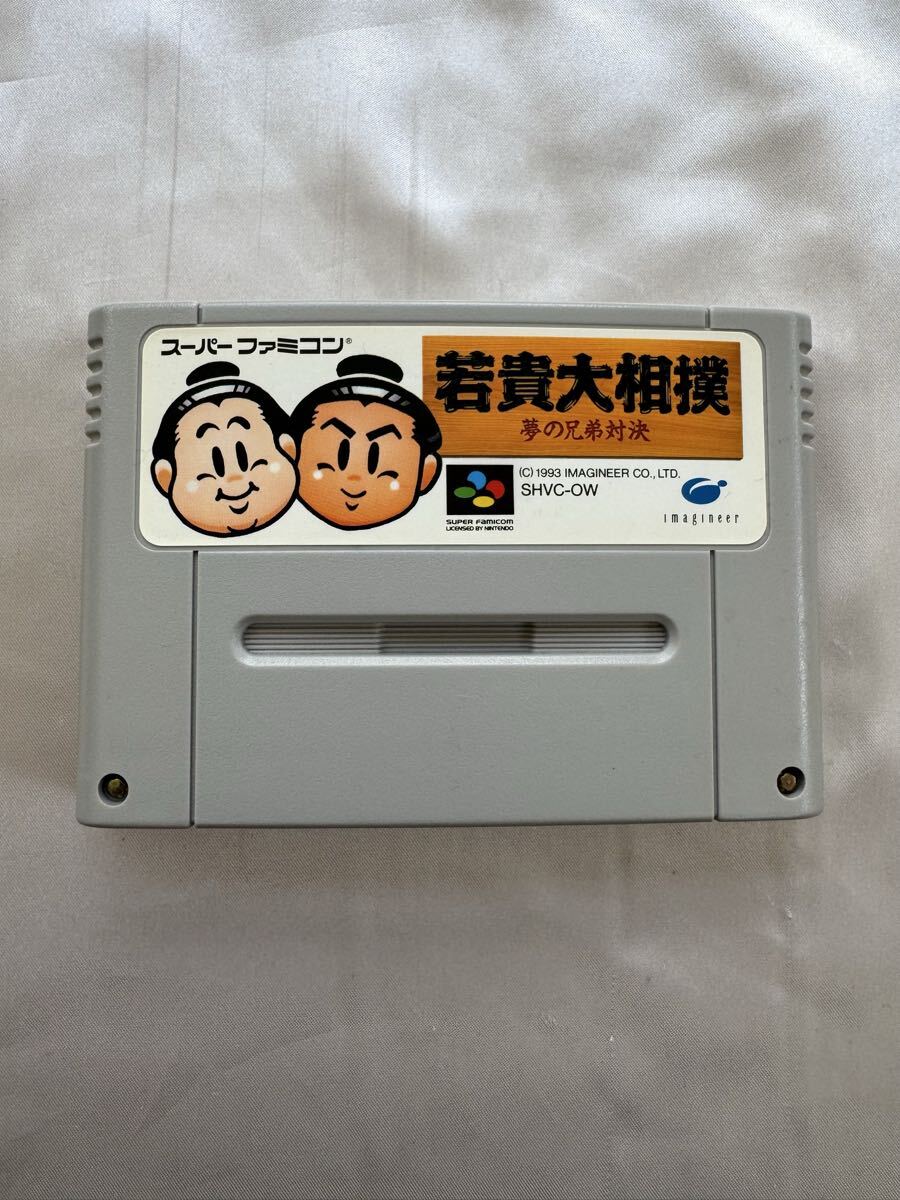 スーパーファミコン®
若貴大相撲
夢の兄弟対決
(C) 1993 IMAGINEER CO., LTD.
SHVC-OW
SUPER FAMICOM
LICENSED BY NINTENDO
imagineer